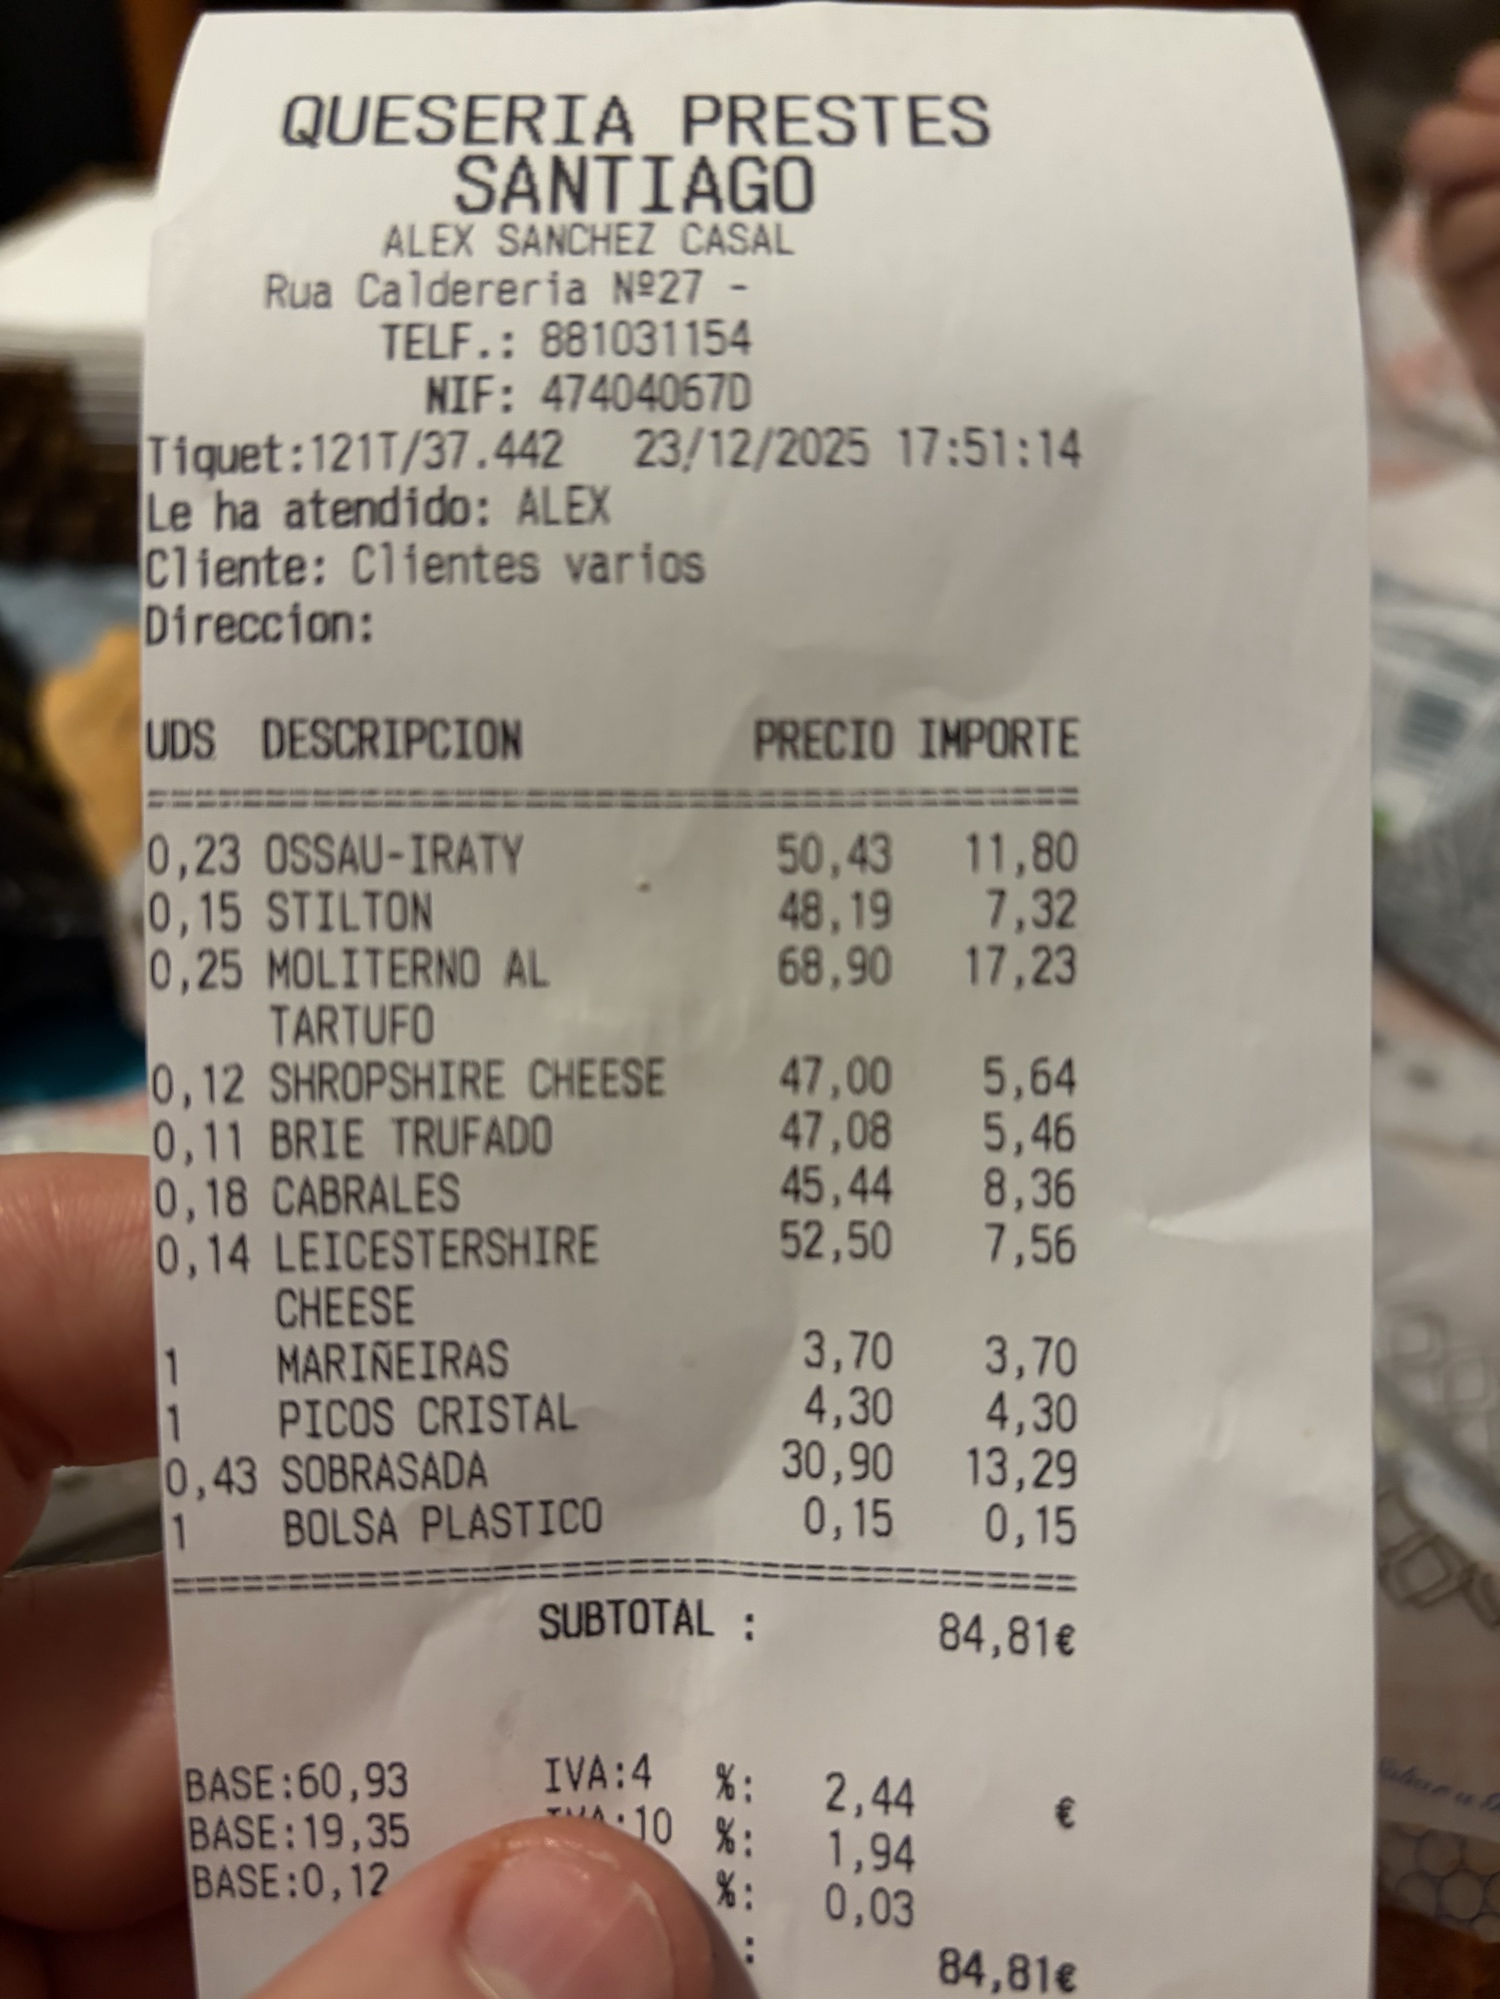 QUESERIA PRESTES
SANTIAGO
ALEX SANCHEZ CASAL
Rua Caldereria Nº27 -
TELF.: 881031154
NIF: 47404067D
Tiquet:121T/37.442 23/12/2025 17:51:14
Le ha atendido: ALEX
Cliente: Clientes varios
Direccion:
UDS DESCRIPCION PRECIO IMPORTE
0,23 OSSAU-IRATY 50,43 11,80
0,15 STILTON 48,19 7,32
0,25 MOLITERNO AL 68,90 17,23
TARTUFO
0,12 SHROPSHIRE CHEESE 47,00 5,64
0,11 BRIE TRUFADO 47,08 5,46
0,18 CABRALES 45,44 8,36
0,14 LEICESTERSHIRE 52,50 7,56
CHEESE
1 MARIÑEIRAS 3,70 3,70
1 PICOS CRISTAL 4,30 4,30
0,43 SOBRASADA 30,90 13,29
1 BOLSA PLASTICO 0,15 0,15
SUBTOTAL : 84,81€
BASE:60,93 IVA:4 %: 2,44 €
BASE:19,35 IVA:10 %: 1,94
BASE:0,12 %: 0,03
: 84,81€